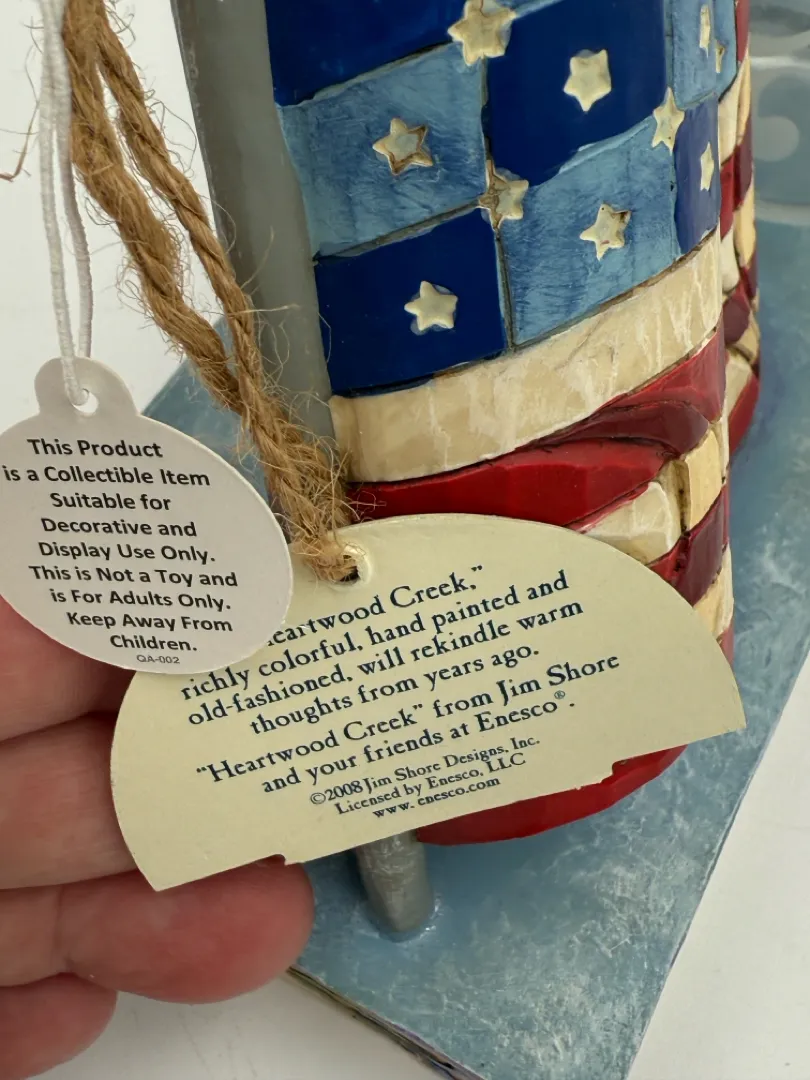 This Product
is a Collectible Item
Suitable for
Decorative and
Display Use Only.
This is Not a Toy and
is For Adults Only.
Keep Away From
Children.
QA-002
Creek,"
richly colorful, hand painted and
old-fashioned, will rekindle warm
thoughts from years ago.
"Heartwood Creek" from Jim Shore
and your friends at Enesco®.
©2008 Jim Shore Designs, Inc.
Licensed by Enesco, LLC
www.enesco.com